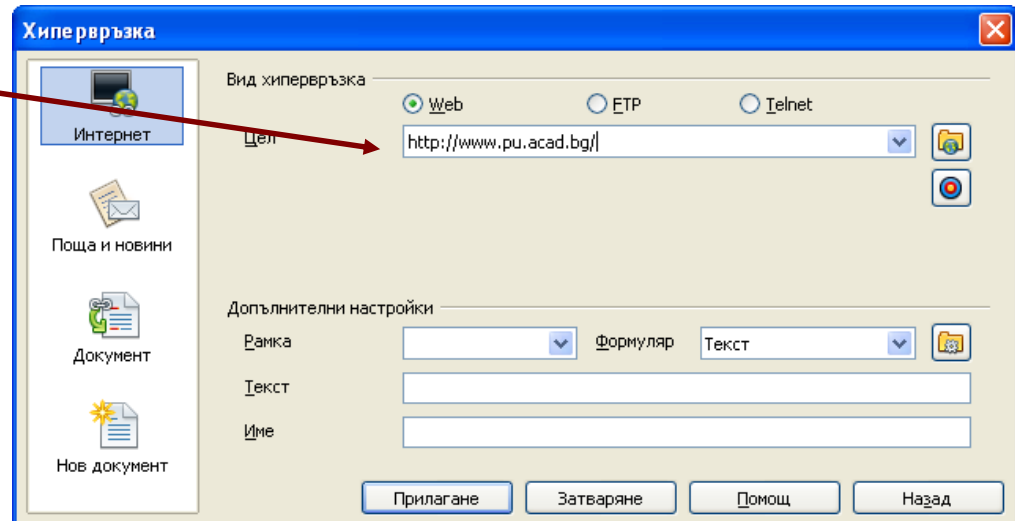 Хипервръзка
Интернет
Поща и новини
Документ
Нов документ
Вид хипервръзка
Web FTP Telnet
Цел http://www.pu.acad.bg/
Допълнителни настройки
Рамка Формуляр Текст
Текст
Име
Прилагане Затваряне Помощ Назад